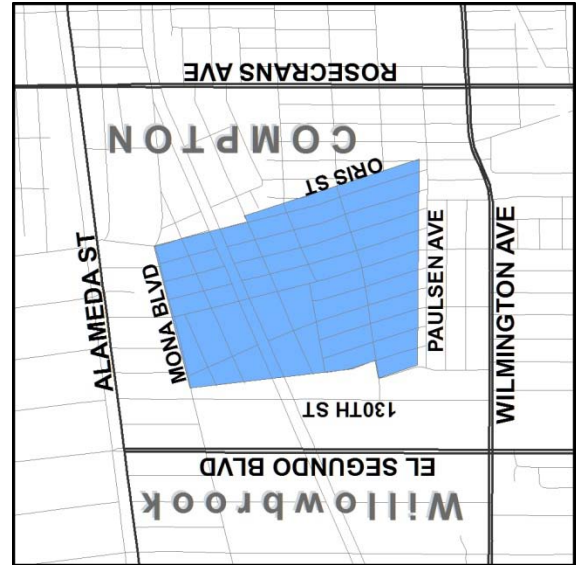 Willowbrook
EL SEGUNDO BLVD
130TH ST
WILMINGTON AVE
PAULSEN AVE
MONA BLVD
ALAMEDA ST
ORIS ST
COMPTON
ROSECRANS AVE